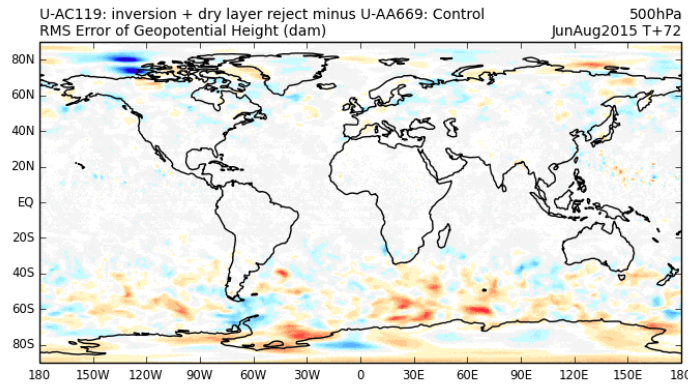 U-AC119: inversion + dry layer reject minus U-AA669: Control 500hPa
RMS Error of Geopotential Height (dam) JunAug2015 T+72
80N
60N
40N
20N
EQ
20S
40S
60S
80S
180 150W 120W 90W 60W 30W 0 30E 60E 90E 120E 150E 180